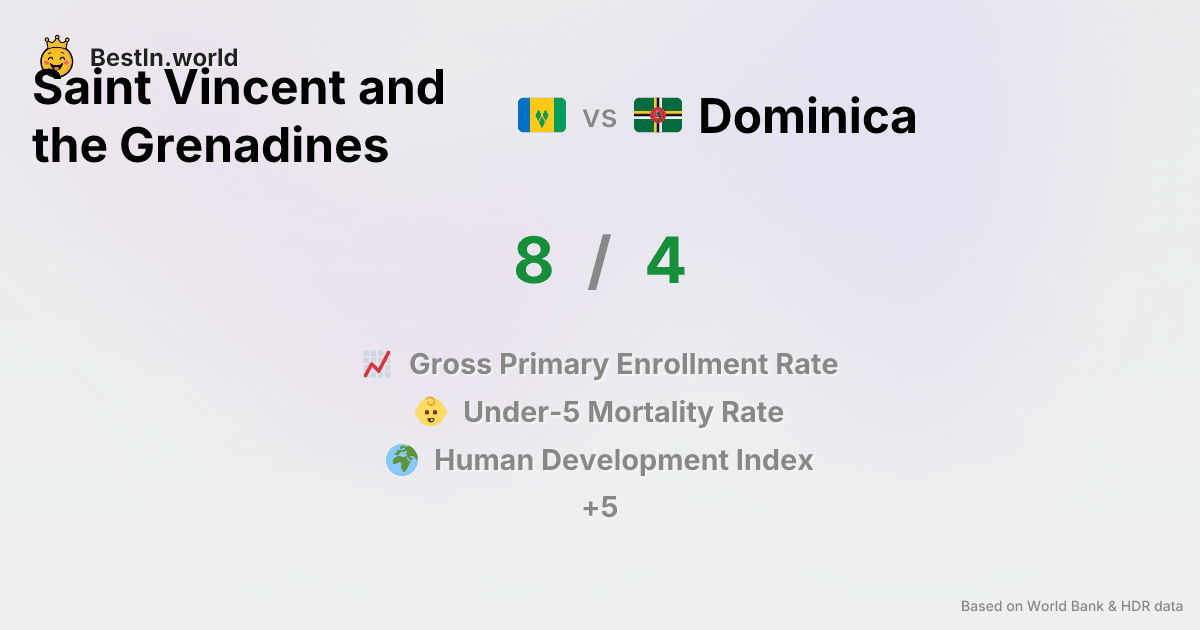 BestIn.world
Saint Vincent and
the Grenadines
vs
Dominica
8 / 4
Gross Primary Enrollment Rate
Under-5 Mortality Rate
Human Development Index
+5
Based on World Bank & HDR data